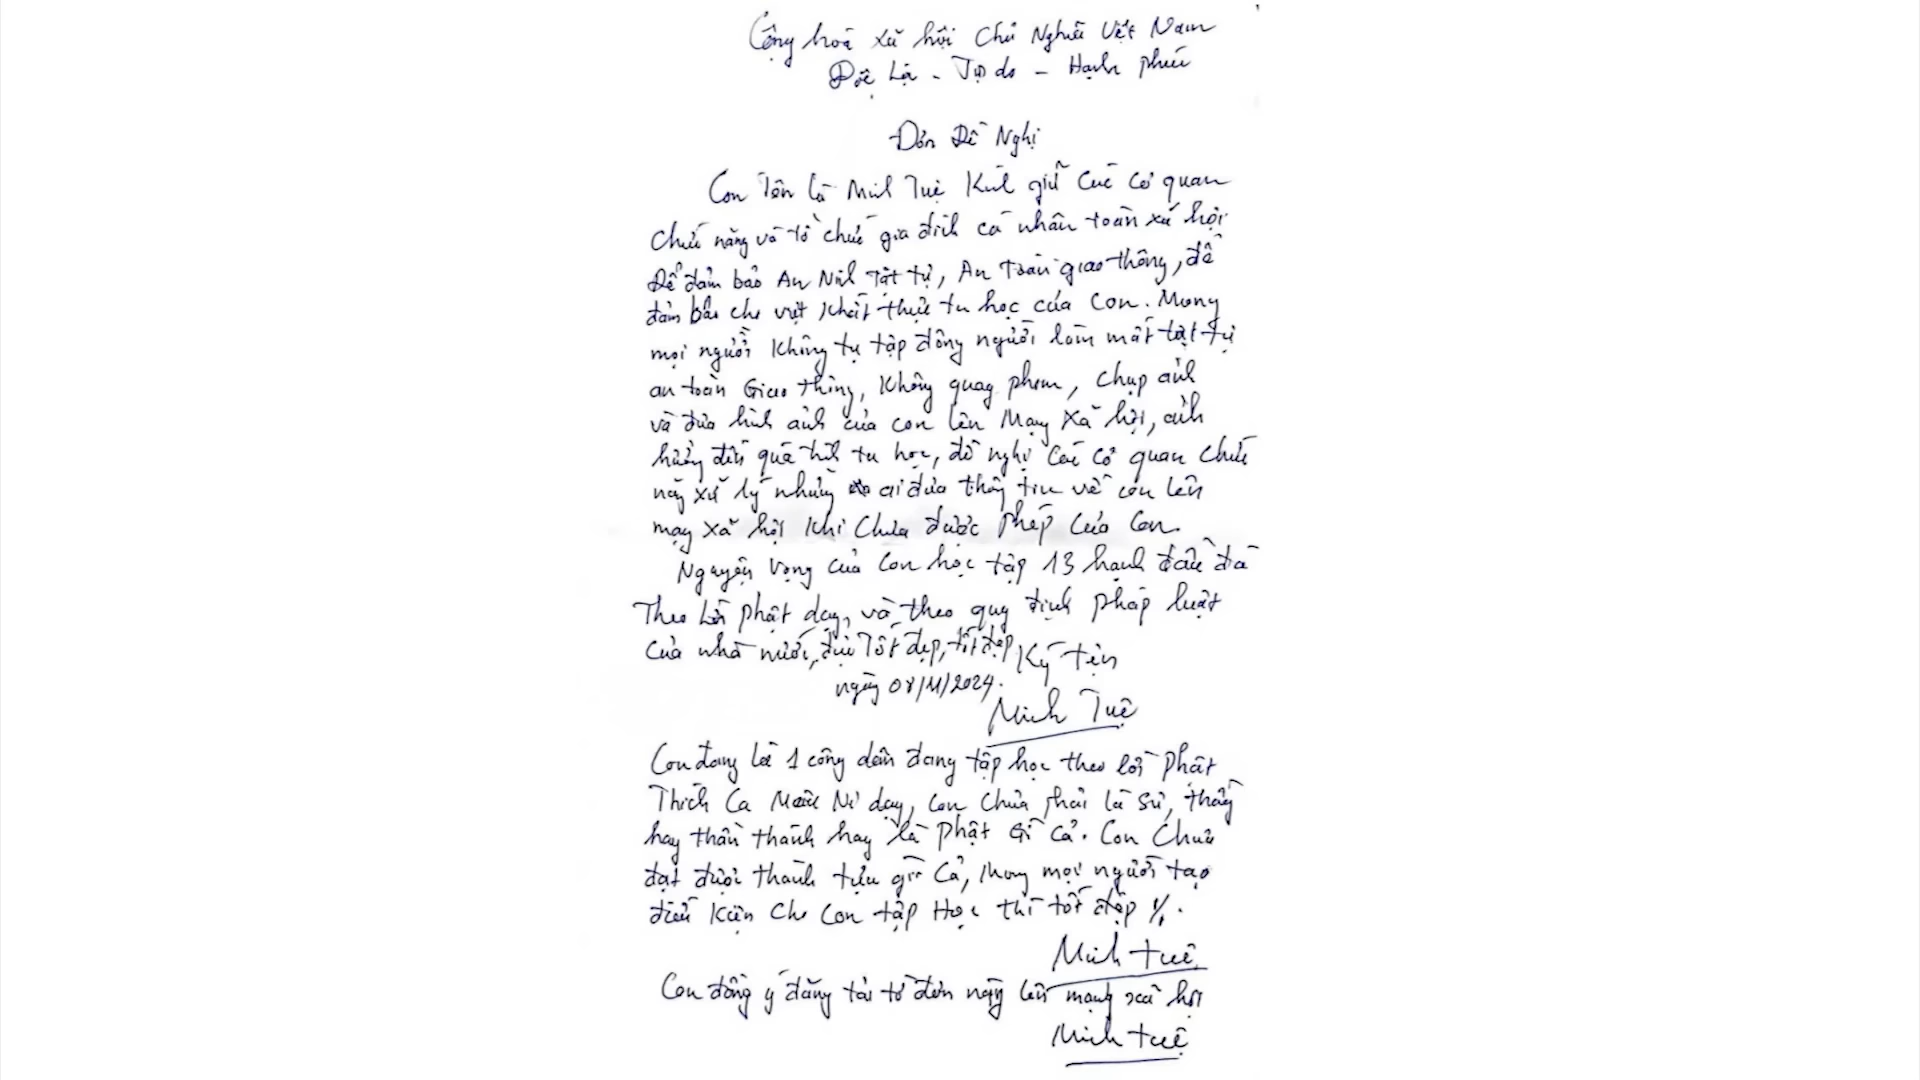 Cộng hoà xã hội Chủ Nghĩa Việt Nam
Độc Lập - Tự do - Hạnh phúc
Đơn Đề Nghị
Con Tên là Minh Tuệ Kính gửi Các cơ quan
Chức năng và tổ chức gia đình cá nhân toàn xã hội
Để đảm bảo An Ninh Trật tự, An toàn giao thông, để
đảm bảo cho việt khất thực tu học của Con. Mong
mọi người không tụ tập đông người làm mất trật tự
an toàn Giao thông, không quay phim, chụp ảnh
và đưa hình ảnh của con lên Mạng Xã hội, ảnh
hưởng đến quá trình tu học, đề nghị các cơ quan chức
năng xử lý những ai đưa thông tin về con lên
mạng xã hội khi Chưa được phép Của Con.
Nguyện vọng của Con học tập 13 hạnh đầu đà
Theo Lời phật dạy, và theo quy định pháp luật
Của nhà nước, được Tốt đẹp, tốt đẹp
Ký tên
ngày 08/11/2024.
Minh Tuệ
Con đang là 1 công dân đang tập học theo lời phật
Thích Ca Mâu Ni dạy, con chưa phải là sư, thầy
hay thần thánh hay là phật gì cả. Con Chưa
đạt được thành tựu gì Cả, mong mọi người tạo
điều kiện Cho Con tập Học thì tốt đẹp ./.
Minh tuệ
Con đồng ý đăng tải tờ đơn này lên mạng xã hội
Minh tuệ